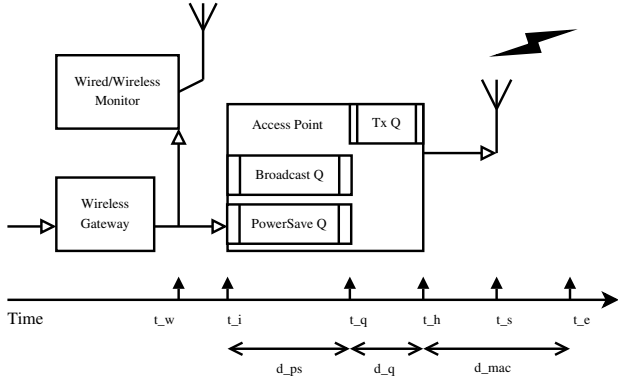 Wired/Wireless
Monitor
Access Point
Tx Q
Broadcast Q
Wireless
Gateway
PowerSave Q
Time
t_w
t_i
t_q
t_h
t_s
t_e
d_ps
d_q
d_mac